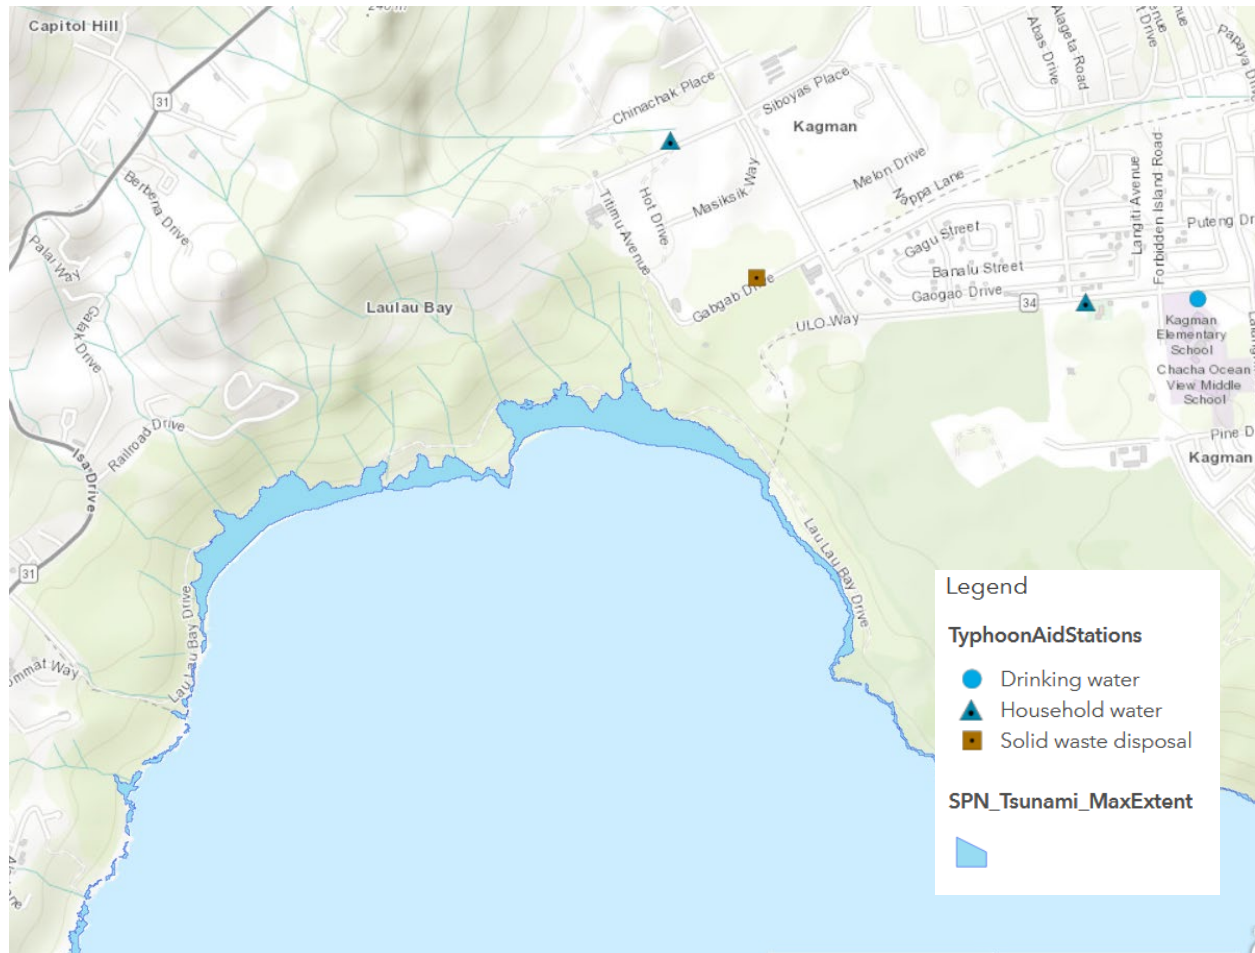 Capitol Hill
31
Berbena Drive
Palai Way
Galak Drive
Railroad Drive
Isa Drive
31
Laulau Bay
Chinachak Place
Siboyas Place
Kagman
Hot Drive
Masiksik Way
Titimu Avenue
Melon Drive
Nappa Lane
Abas Drive
Alageta Road
Papaya
Langiti Avenue
Forbidden Island Road
Puteng Dr
Gagu Street
Banalu Street
Gaogao Drive
34
Gabgab Drive
ULO Way
Kagman
Elementary
School
Chacha Ocean
View Middle
School
Pine D
Kagman
Lau Lau Bay Drive
Lau Lau Bay Drive
ommat Way
Legend
TyphoonAidStations
Drinking water
Household water
Solid waste disposal
SPN_Tsunami_MaxExtent